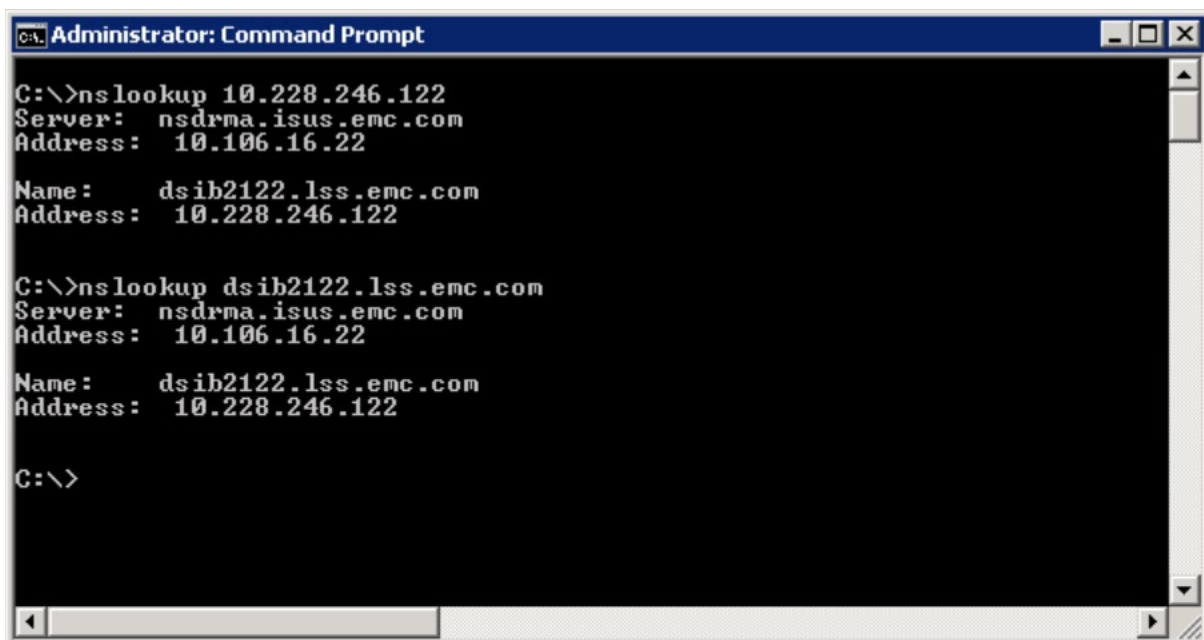 Administrator: Command Prompt
C:\>nslookup 10.228.246.122
Server:  nsdrma.isus.emc.com
Address:  10.106.16.22
Name:    dsib2122.lss.emc.com
Address:  10.228.246.122
C:\>nslookup dsib2122.lss.emc.com
Server:  nsdrma.isus.emc.com
Address:  10.106.16.22
Name:    dsib2122.lss.emc.com
Address:  10.228.246.122
C:\>